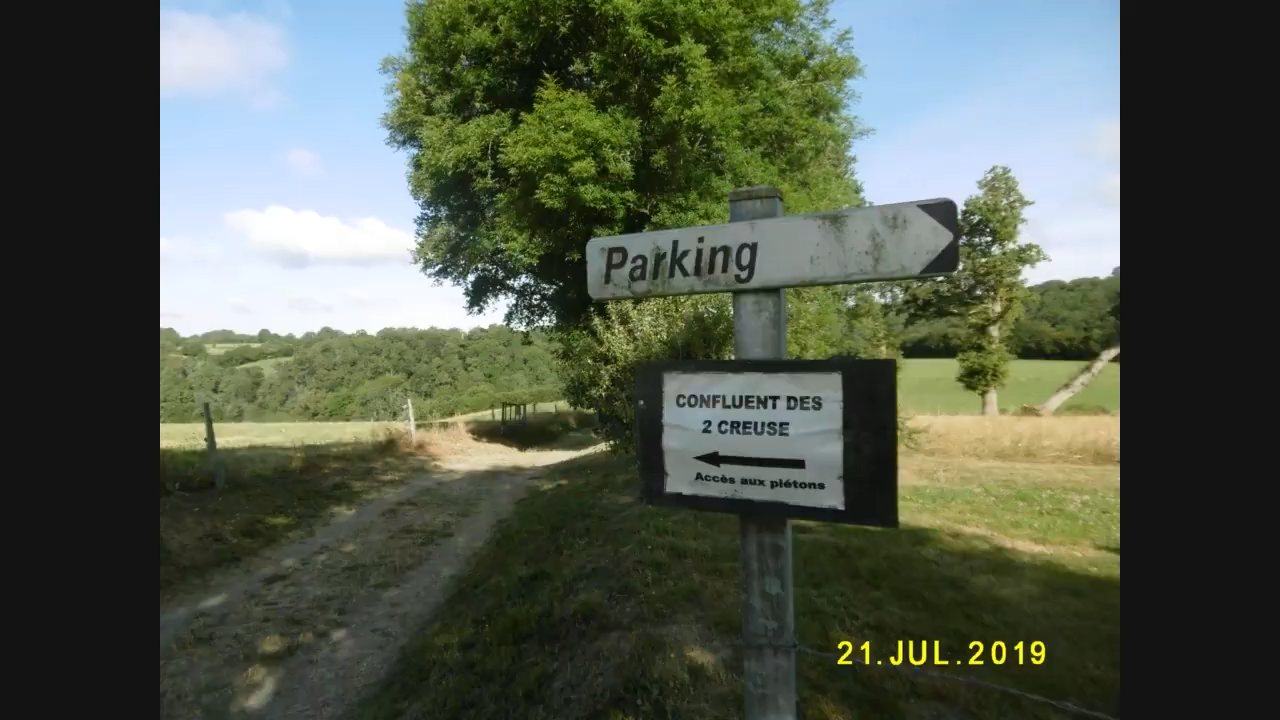 Parking
CONFLUENT DES
2 CREUSE
Accès aux piétons
21.JUL.2019